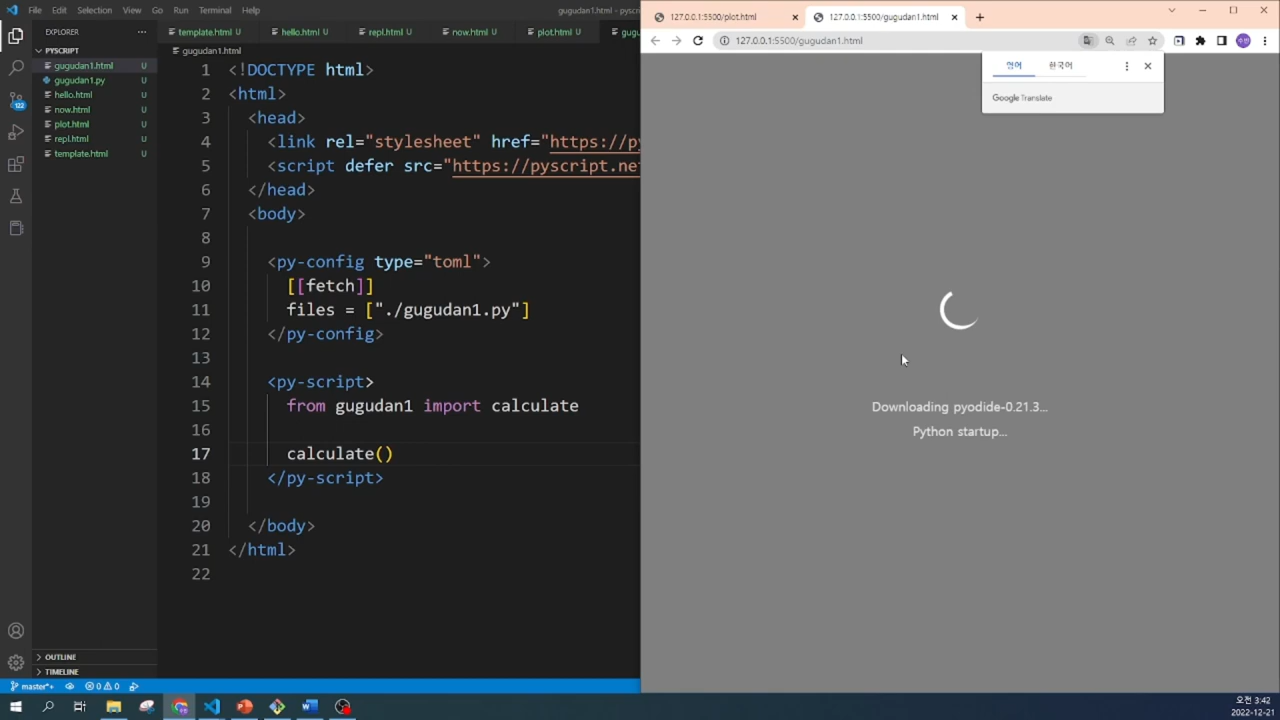 File Edit Selection View Go Run Terminal Help
gugudan1.html - pyscr
EXPLORER
PYSCRIPT
gugudan1.html U
gugudan1.py U
hello.html U
now.html U
plot.html U
repl.html U
template.html U
122
OUTLINE
TIMELINE
template.html U
hello.html U
repl.html U
now.html U
plot.html U
gugudan1.html
1 <!DOCTYPE html>
2 <html>
3 <head>
4 <link rel="stylesheet" href="https://py
5 <script defer src="https://pyscript.ne
6 </head>
7 <body>
8
9 <py-config type="toml">
10 [[fetch]]
11 files = ["./gugudan1.py"]
12 </py-config>
13
14 <py-script>
15 from gugudan1 import calculate
16
17 calculate()
18 </py-script>
19
20 </body>
21 </html>
22
master*+ 0 0
127.0.0.1:5500/plot.html
127.0.0.1:5500/gugudan1.html
127.0.0.1:5500/gugudan1.html
영어 한국어
Google Translate
Downloading pyodide-0.21.3...
Python startup...
오전 3:42
2022-12-21